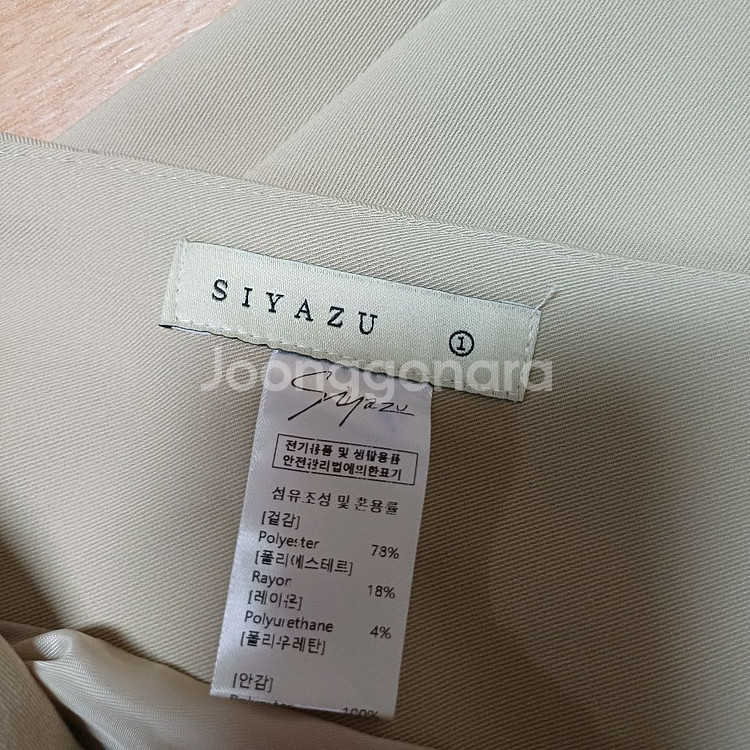 SIYAZU ①
Joonggonara
Siyazu
전기용품 및 생활용품
안전관리법에의한표기
섬유조성 및 혼용률
[겉감]
Polyester 78%
[폴리에스테르]
Rayon 18%
[레이온]
Polyurethane 4%
[폴리우레탄]
[안감]
100%